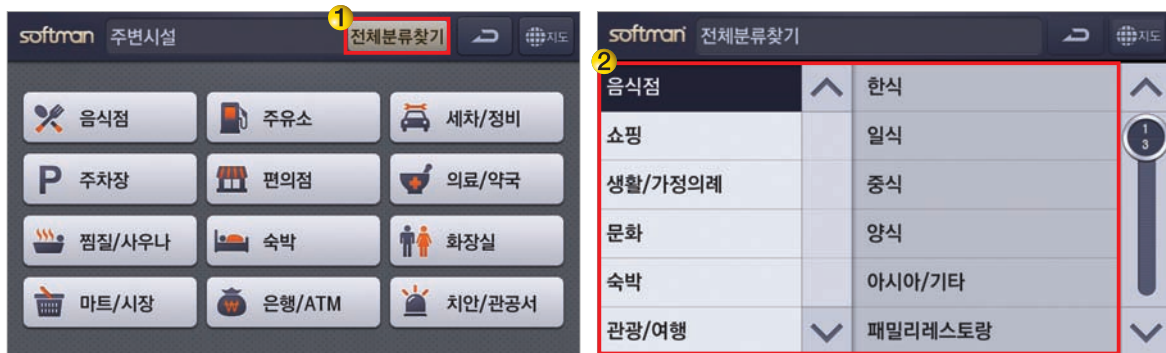 softman 주변시설 1 전체분류찾기 지도
음식점 주유소 세차/정비
P 주차장 편의점 의료/약국
찜질/사우나 숙박 화장실
마트/시장 ₩ 은행/ATM 치안/관공서
softman 전체분류찾기 지도
2
음식점 한식
쇼핑 일식 1
3
생활/가정의례 중식
문화 양식
숙박 아시아/기타
관광/여행 패밀리레스토랑